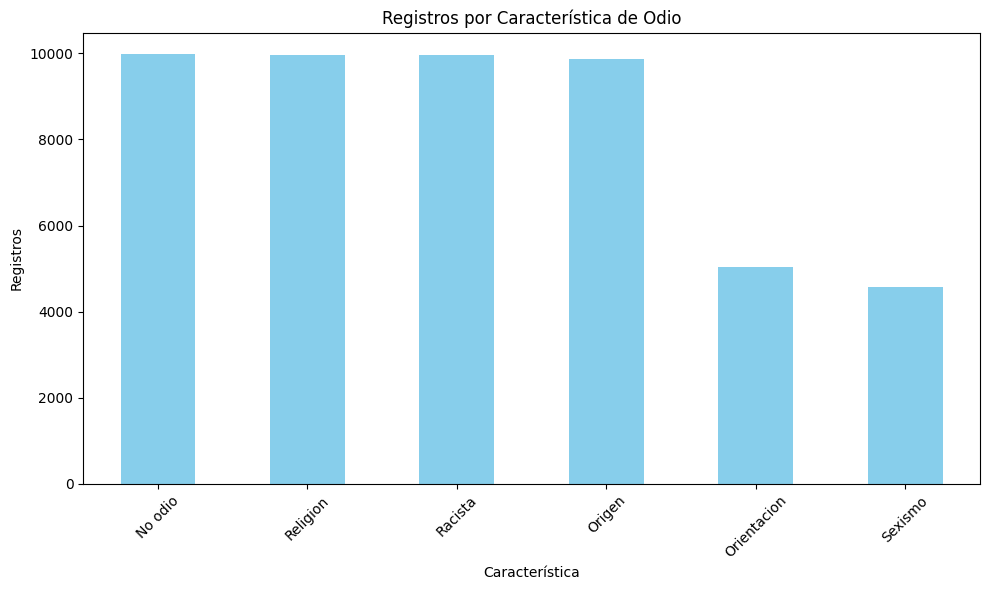 Registros por Característica de Odio
Registros
10000
8000
6000
4000
2000
0
No odio
Religion
Racista
Origen
Orientacion
Sexismo
Característica